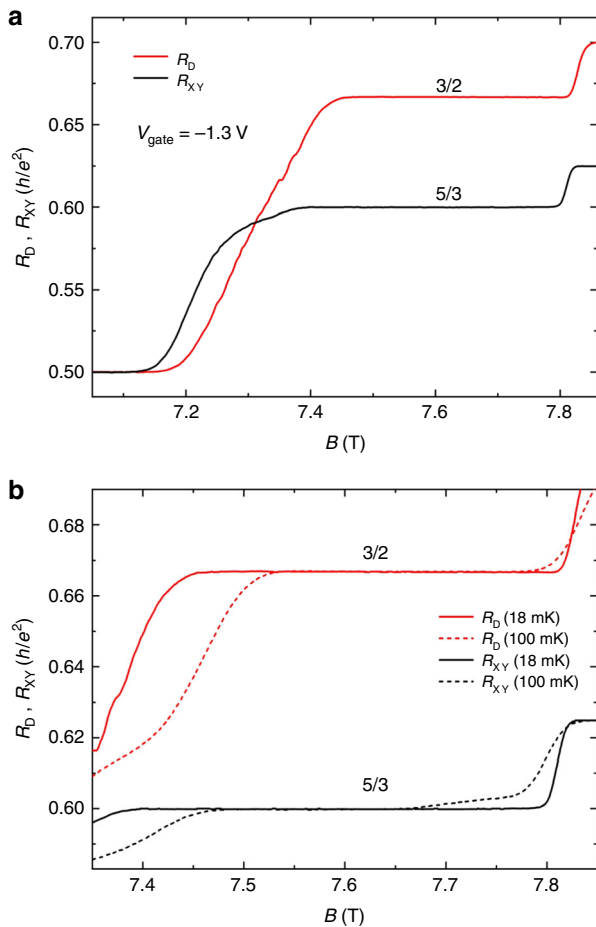 a
0.70
0.65
0.60
0.55
0.50
R_D, R_XY (h/e²)
R_D
R_XY
V_gate = −1.3 V
3/2
5/3
7.2 7.4 7.6 7.8
B (T)
b
0.68
0.66
0.64
0.62
0.60
R_D, R_XY (h/e²)
3/2
R_D (18 mK)
R_D (100 mK)
R_XY (18 mK)
R_XY (100 mK)
5/3
7.4 7.5 7.6 7.7 7.8
B (T)